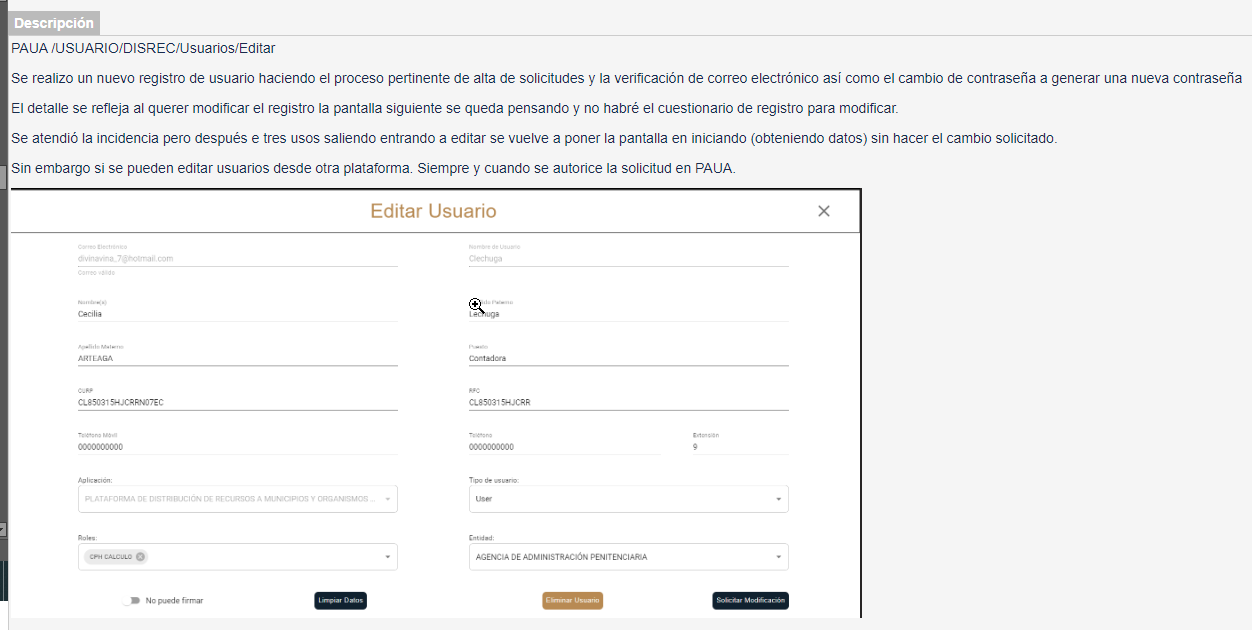 Descripción
PAUA /USUARIO/DISREC/Usuarios/Editar
Se realizo un nuevo registro de usuario haciendo el proceso pertinente de alta de solicitudes y la verificación de correo electrónico así como el cambio de contraseña a generar una nueva contraseña
El detalle se refleja al querer modificar el registro la pantalla siguiente se queda pensando y no habré el cuestionario de registro para modificar.
Se atendió la incidencia pero después e tres usos saliendo entrando a editar se vuelve a poner la pantalla en iniciando (obteniendo datos) sin hacer el cambio solicitado.
Sin embargo si se pueden editar usuarios desde otra plataforma. Siempre y cuando se autorice la solicitud en PAUA.
Editar Usuario
Correo Electrónico Nombre de Usuario
divinavina_7@hotmail.com Clechuga
Correo válido
Nombre(s) Paterno
Cecilia Lechuga
Apellido Materno Puesto
ARTEAGA Contadora
CURP RFC
CL850315HJCRRN07EC CL850315HJCRR
Teléfono Móvil Teléfono Extensión
0000000000 0000000000 9
Aplicación: Tipo de usuario:
PLATAFORMA DE DISTRIBUCIÓN DE RECURSOS A MUNICIPIOS Y ORGANISMOS ... User
Roles: Entidad:
CPH CALCULO AGENCIA DE ADMINISTRACIÓN PENITENCIARIA
No puede firmar Limpiar Datos Eliminar Usuario Solicitar Modificación